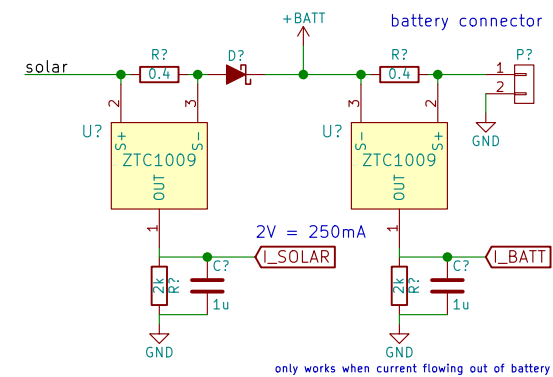 +BATT
battery connector
solar
R?
0.4
D?
R?
0.4
P?
1
2
2
3
3
2
GND
U?
S+
S-
ZTC1009
OUT
U?
S-
S+
ZTC1009
OUT
1
1
2V = 250mA
I_SOLAR
I_BATT
2k
R?
C?
1u
2k
R?
C?
1u
GND
GND
only works when current flowing out of battery